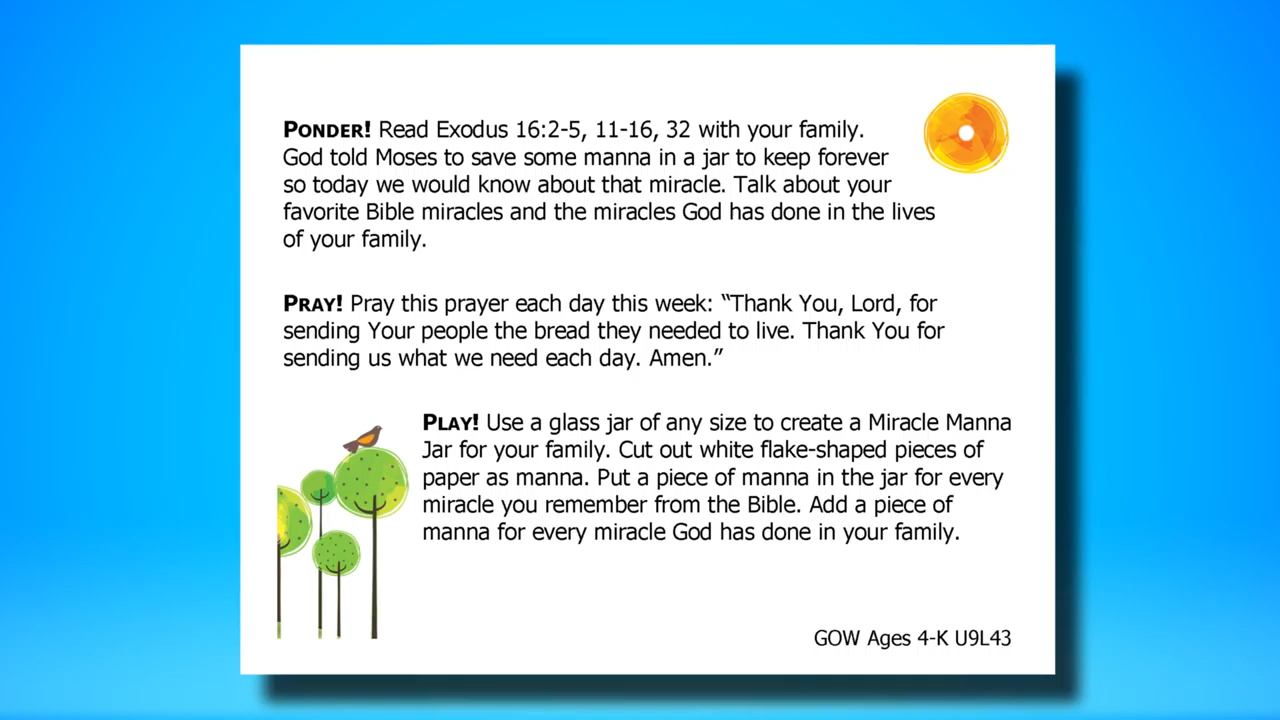 PONDER! Read Exodus 16:2-5, 11-16, 32 with your family.
God told Moses to save some manna in a jar to keep forever
so today we would know about that miracle. Talk about your
favorite Bible miracles and the miracles God has done in the lives
of your family.
PRAY! Pray this prayer each day this week: “Thank You, Lord, for
sending Your people the bread they needed to live. Thank You for
sending us what we need each day. Amen.”
PLAY! Use a glass jar of any size to create a Miracle Manna
Jar for your family. Cut out white flake-shaped pieces of
paper as manna. Put a piece of manna in the jar for every
miracle you remember from the Bible. Add a piece of
manna for every miracle God has done in your family.
GOW Ages 4-K U9L43